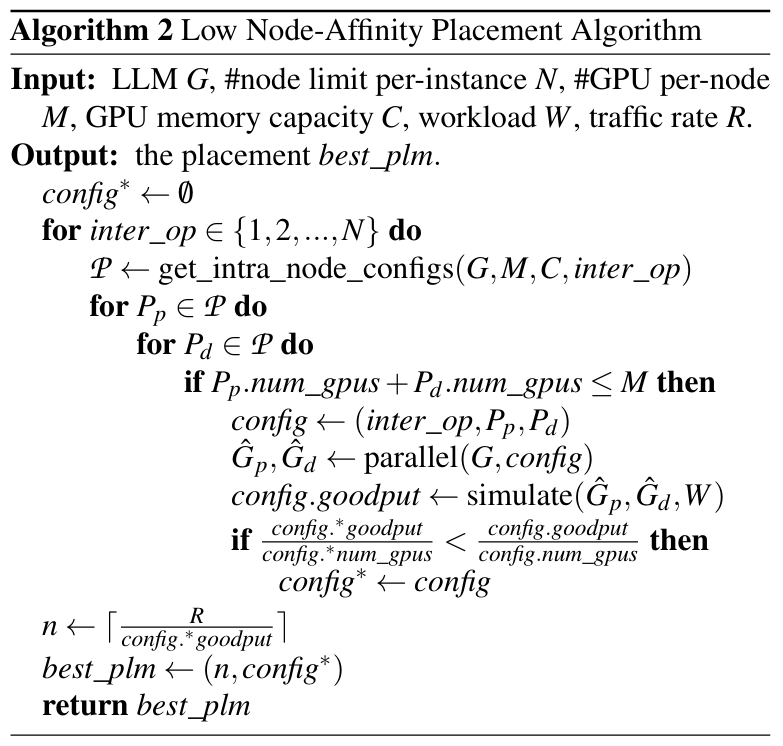 Algorithm 2 Low Node-Affinity Placement Algorithm
Input: LLM G, #node limit per-instance N, #GPU per-node
M, GPU memory capacity C, workload W, traffic rate R.
Output: the placement best_plm.
config* ← ∅
for inter_op ∈ {1,2,...,N} do
𝒫 ← get_intra_node_configs(G,M,C,inter_op)
for P_p ∈ 𝒫 do
for P_d ∈ 𝒫 do
if P_p.num_gpus + P_d.num_gpus ≤ M then
config ← (inter_op,P_p,P_d)
Ĝ_p,Ĝ_d ← parallel(G,config)
config.goodput ← simulate(Ĝ_p,Ĝ_d,W)
if config.*goodput/config.*num_gpus < config.goodput/config.num_gpus then
config* ← config
n ← ⌈R/config.*goodput⌉
best_plm ← (n,config*)
return best_plm